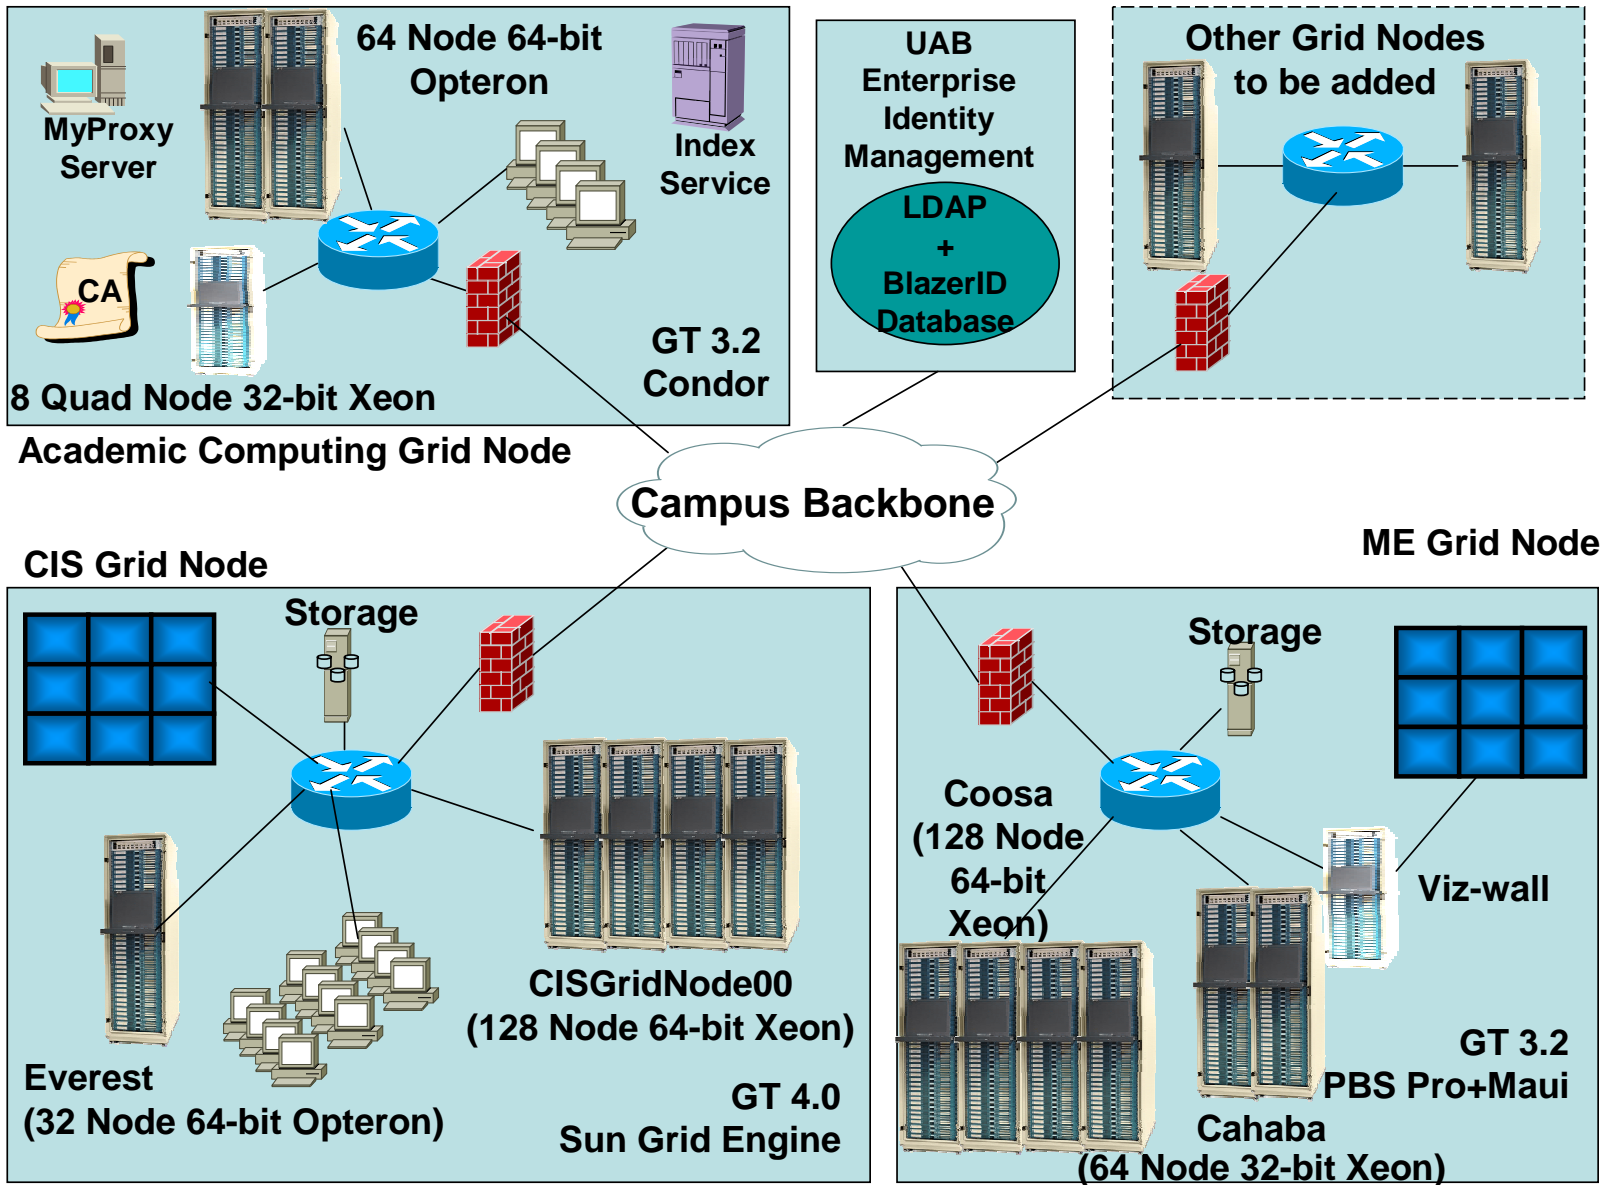 64 Node 64-bit
Opteron
MyProxy
Server
Index
Service
CA
GT 3.2
Condor
8 Quad Node 32-bit Xeon
Academic Computing Grid Node
UAB
Enterprise
Identity
Management
LDAP
+
BlazerID
Database
Other Grid Nodes
to be added
Campus Backbone
CIS Grid Node
Storage
CISGridNode00
(128 Node 64-bit Xeon)
Everest
(32 Node 64-bit Opteron)
GT 4.0
Sun Grid Engine
ME Grid Node
Storage
Coosa
(128 Node
64-bit
Xeon)
Viz-wall
GT 3.2
PBS Pro+Maui
Cahaba
(64 Node 32-bit Xeon)